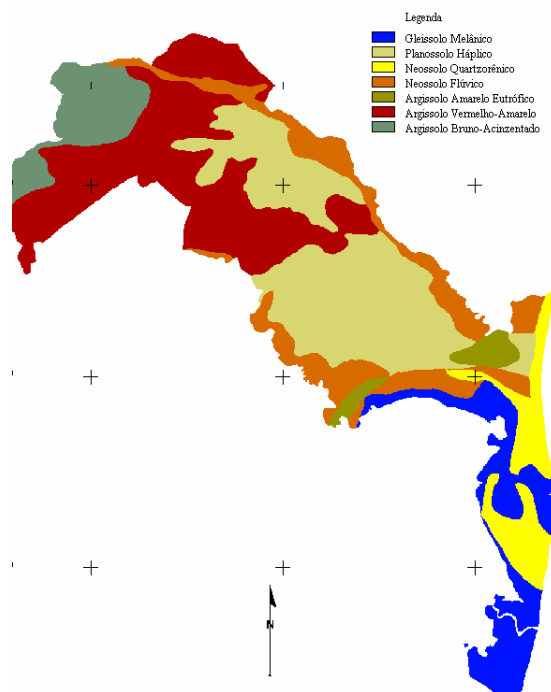 Legenda
Gleissolo Melânico
Planossolo Háplico
Neossolo Quartzorênico
Neossolo Flúvico
Argissolo Amarelo Eutrófico
Argissolo Vermelho-Amarelo
Argissolo Bruno-Acinzentado
N